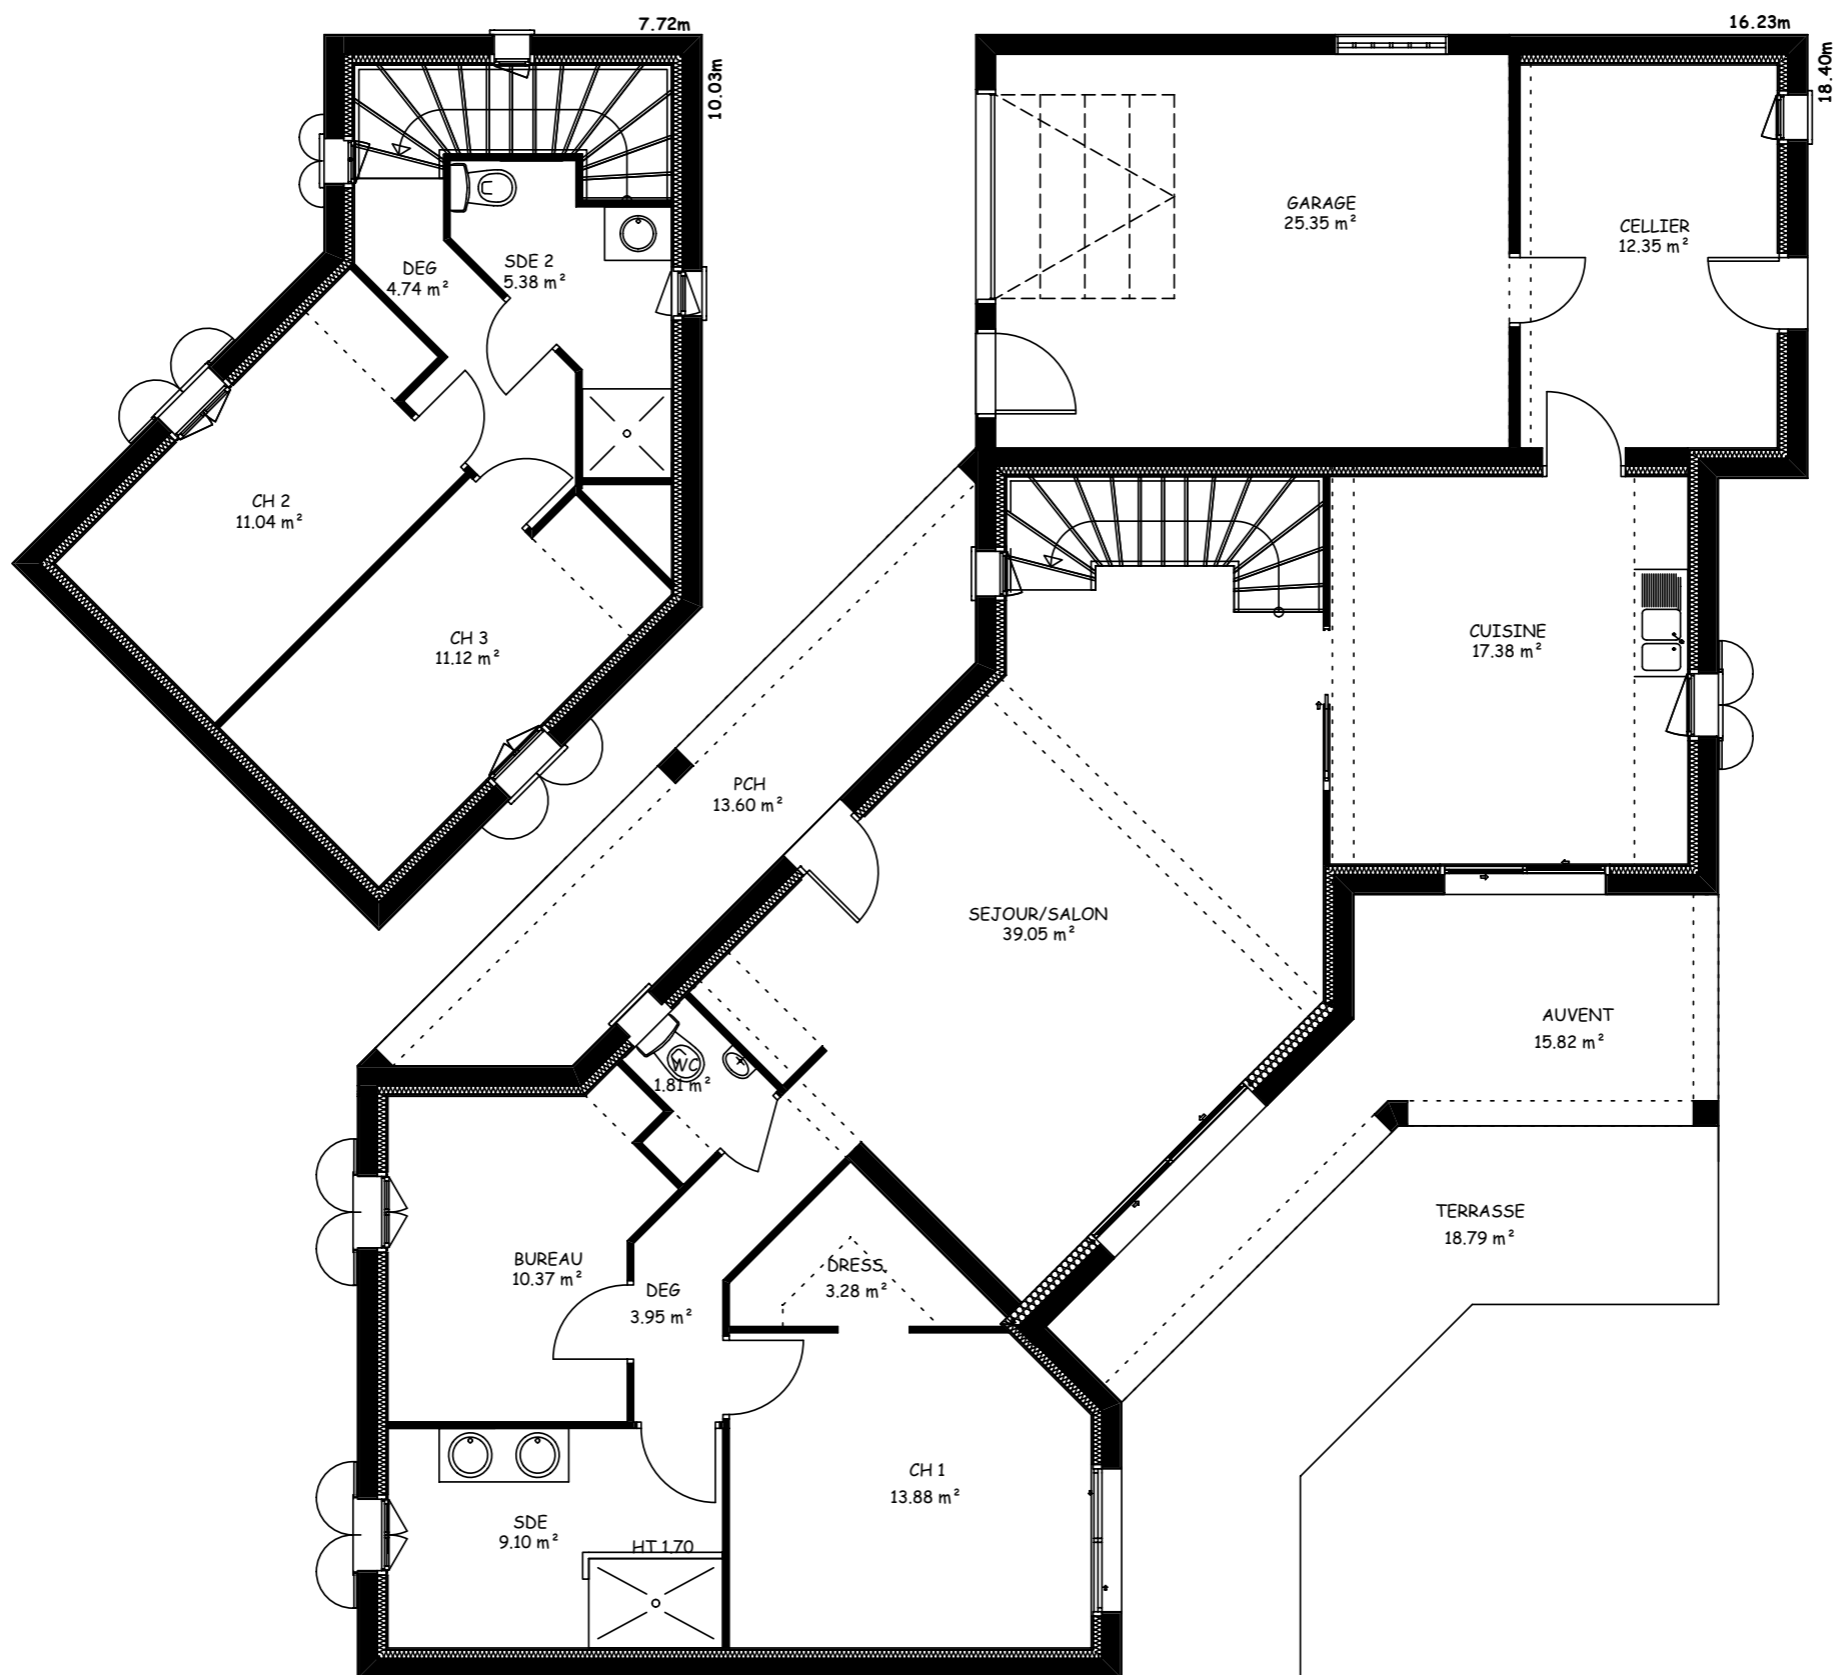 7.72m
10.03m
DEG
4.74 m²
SDE 2
5.38 m²
CH 2
11.04 m²
CH 3
11.12 m²
16.23m
18.40m
GARAGE
25.35 m²
CELLIER
12.35 m²
CUISINE
17.38 m²
PCH
13.60 m²
SEJOUR/SALON
39.05 m²
AUVENT
15.82 m²
WC
1.81 m²
TERRASSE
18.79 m²
BUREAU
10.37 m²
DEG
3.95 m²
DRESS
3.28 m²
CH 1
13.88 m²
SDE
9.10 m²
HT 1.70